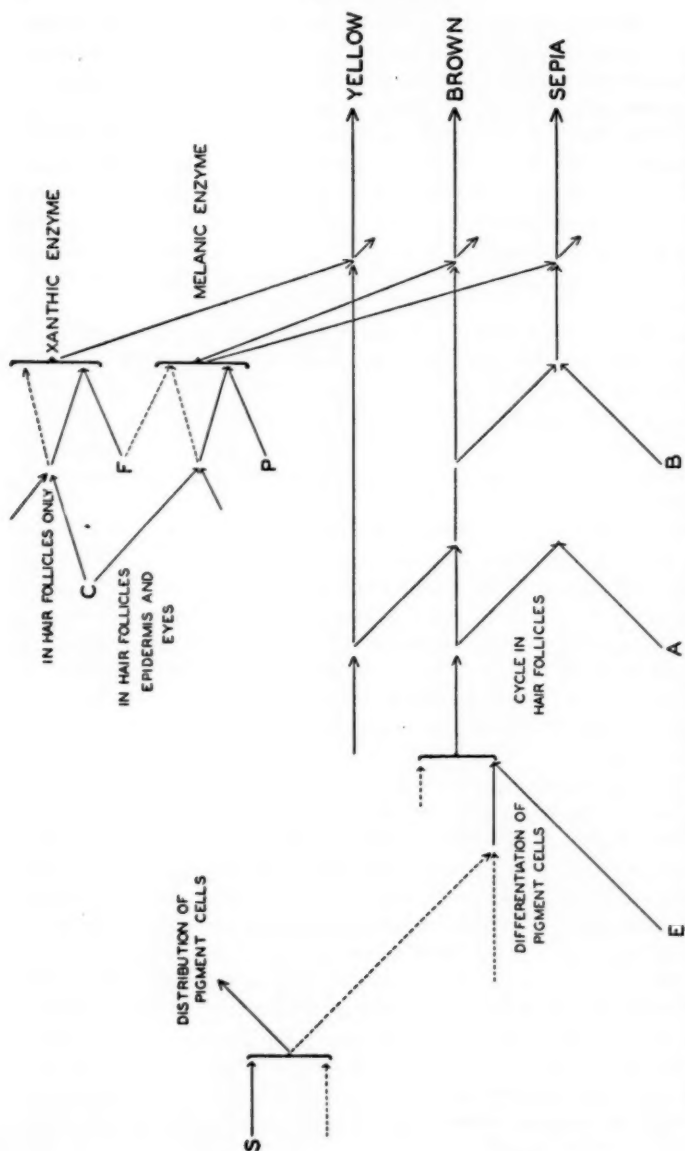 XANTHIC ENZYME
MELANIC ENZYME
IN HAIR FOLLICLES ONLY
F
P
C
IN HAIR FOLLICLES
EPIDERMIS AND
EYES
YELLOW
BROWN
SEPIA
B
CYCLE IN
HAIR FOLLICLES
A
DISTRIBUTION OF
PIGMENT CELLS
DIFFERENTIATION OF
PIGMENT CELLS
E
S